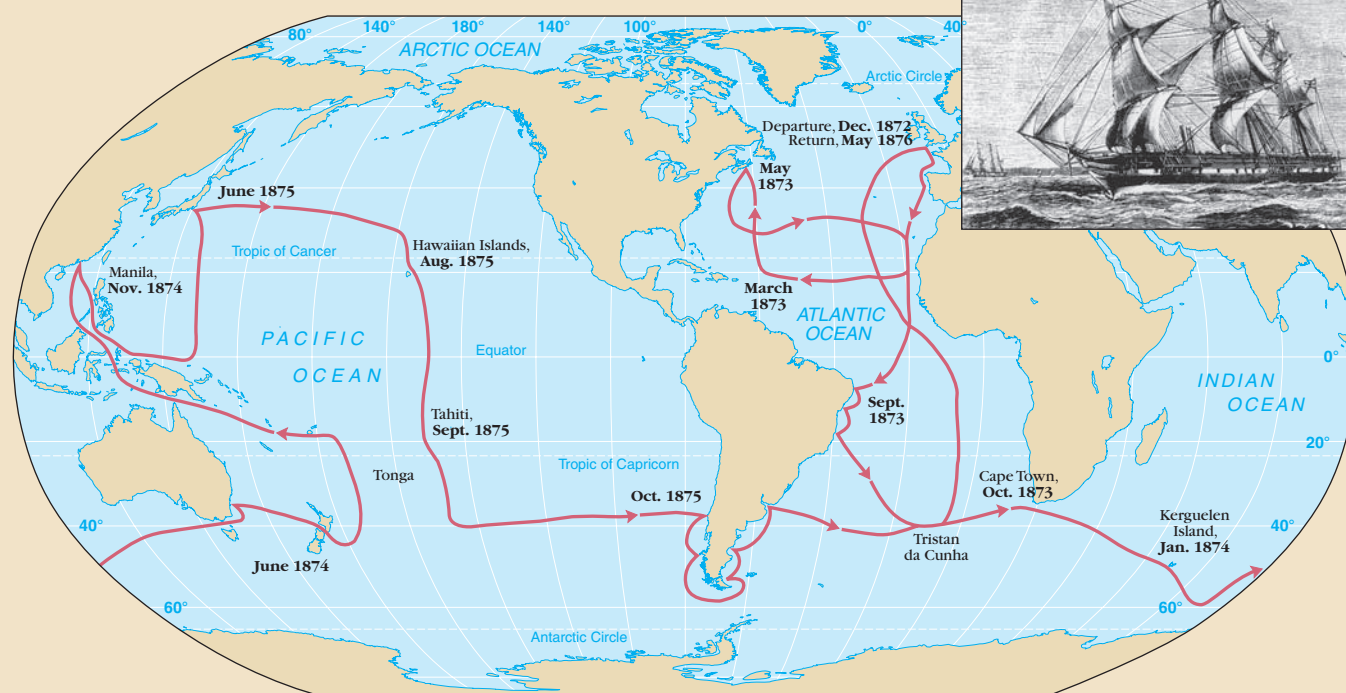 80°
140°
180°
140°
100°
0°
40°
ARCTIC OCEAN
Arctic Circle
Departure, Dec. 1872
Return, May 1876
May
1873
June 1875
Tropic of Cancer
Hawaiian Islands,
Aug. 1875
Manila,
Nov. 1874
March
1873
ATLANTIC
OCEAN
PACIFIC
OCEAN
Equator
0°
INDIAN
OCEAN
Sept.
1873
Tahiti,
Sept. 1875
20°
Tropic of Capricorn
Tonga
Cape Town,
Oct. 1873
Oct. 1875
40°
40°
Kerguelen
Island,
Jan. 1874
Tristan
da Cunha
June 1874
60°
60°
Antarctic Circle